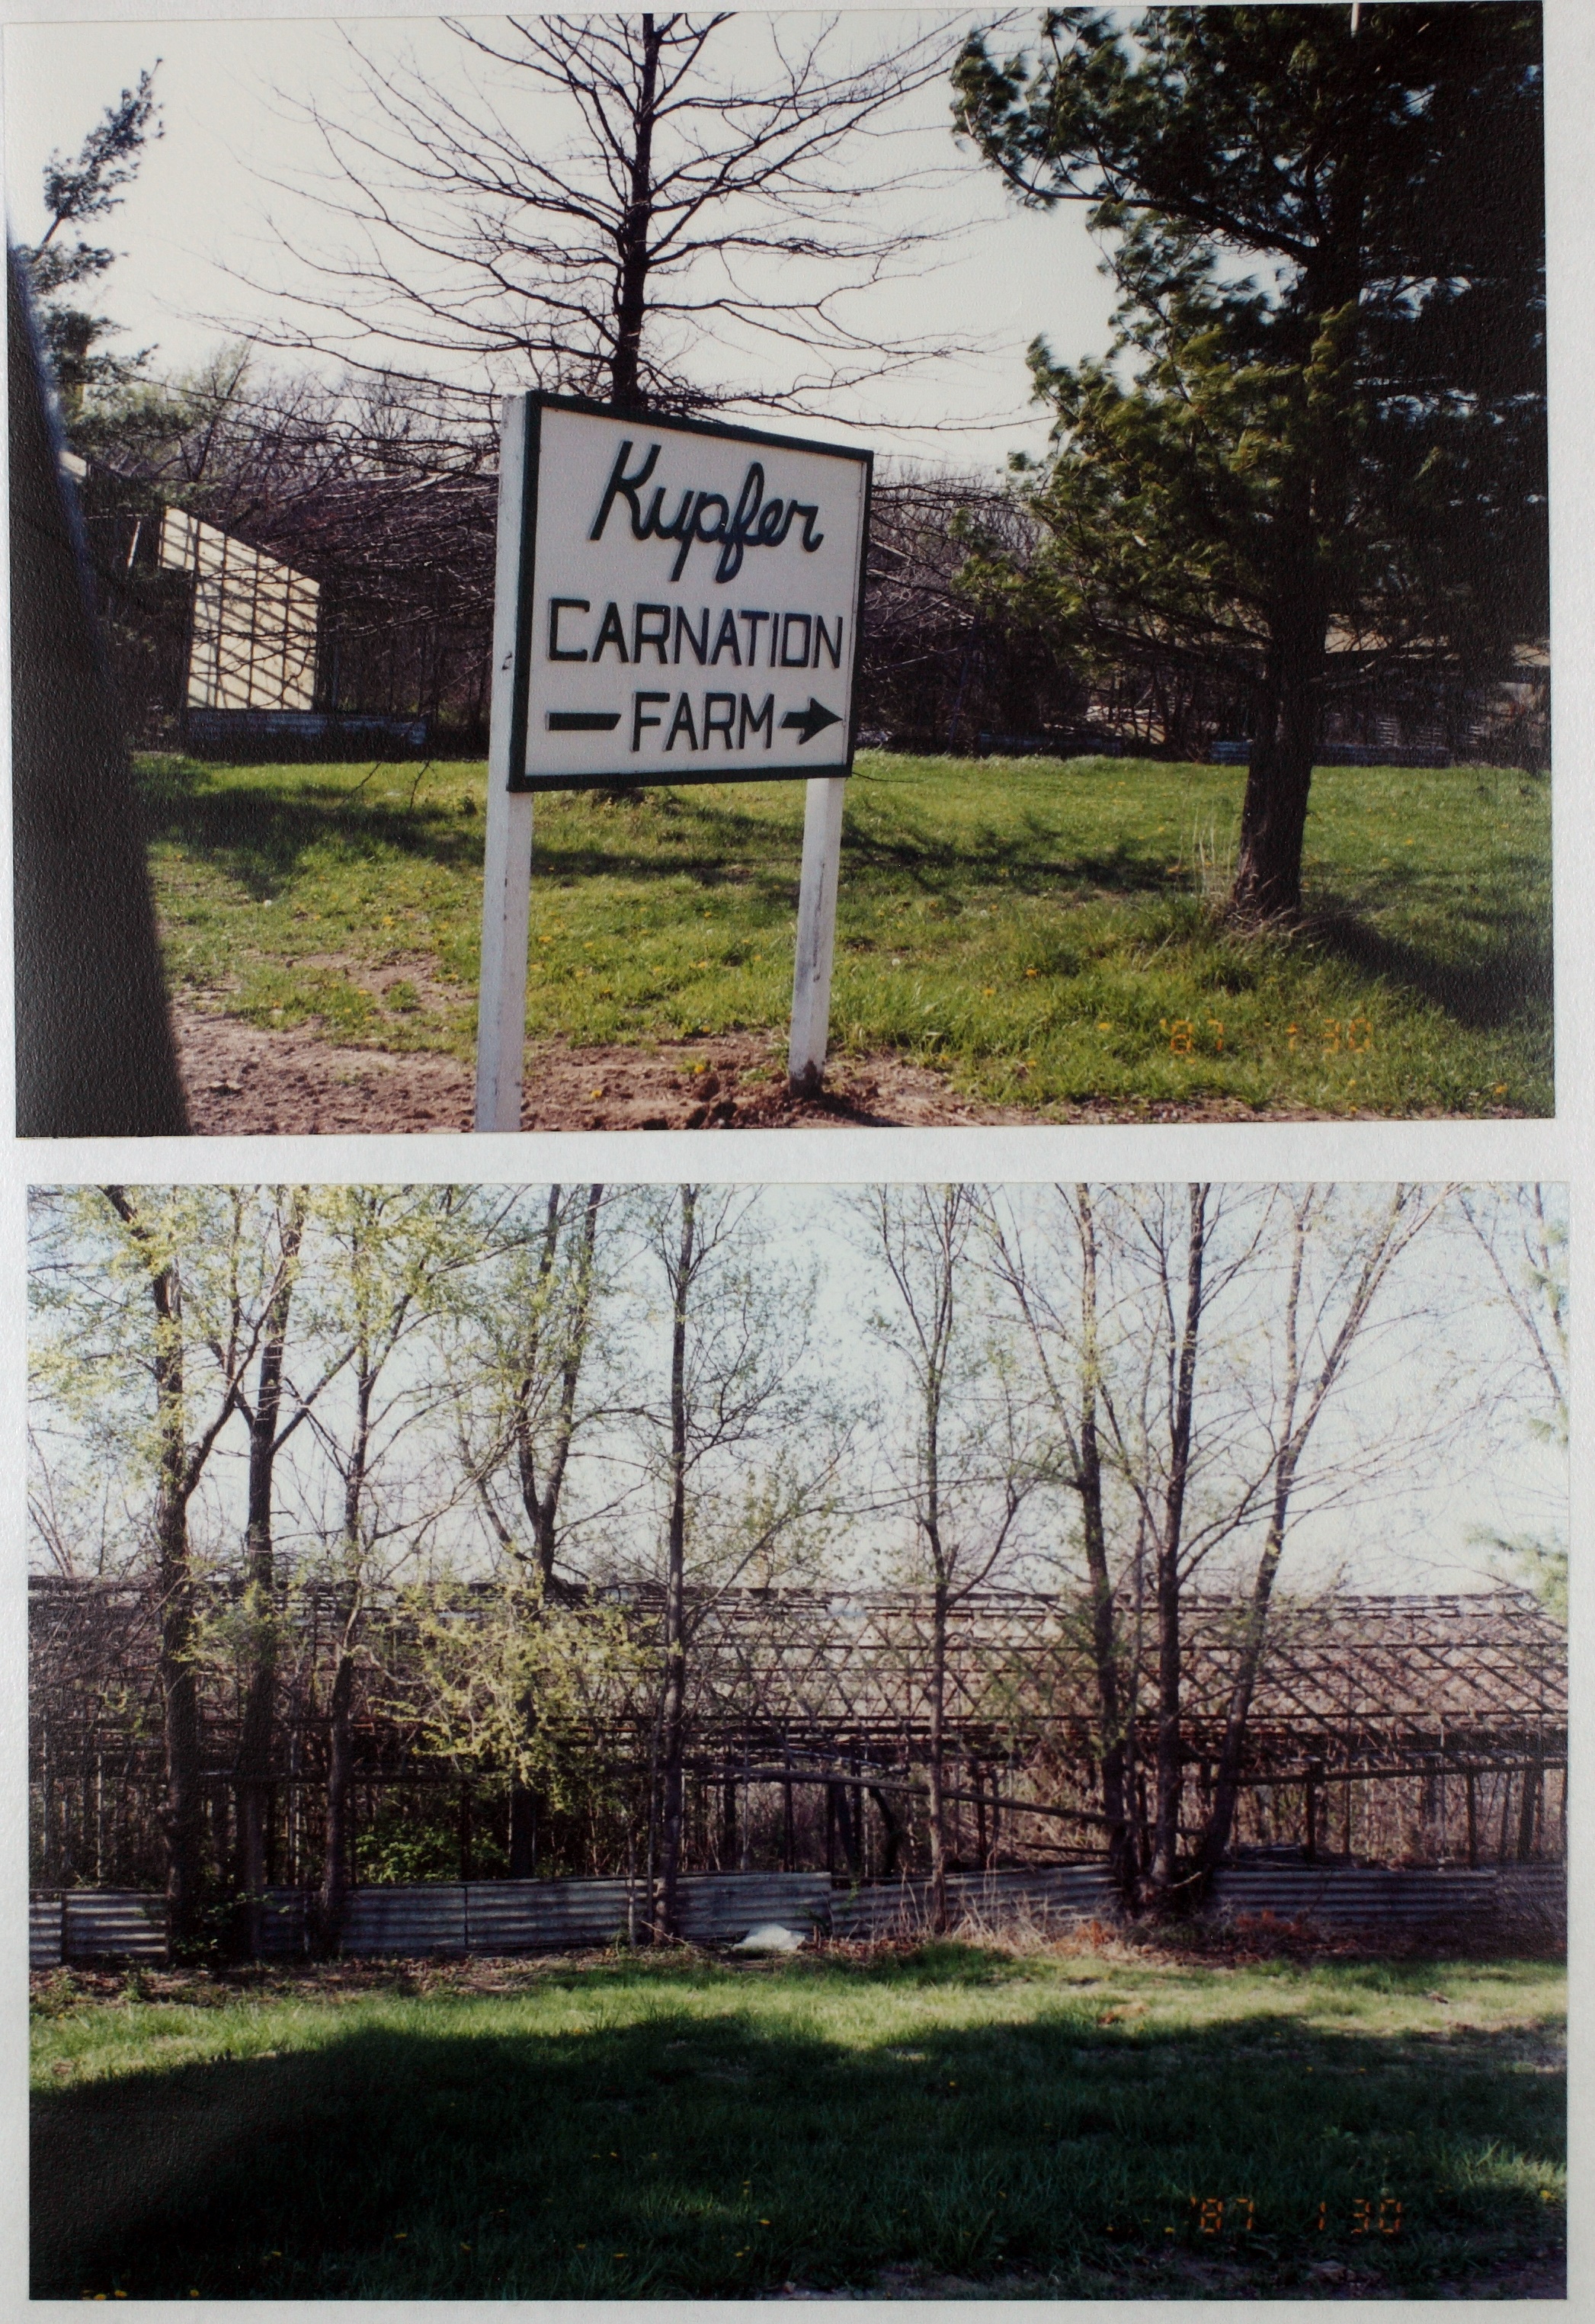 Kupfer
CARNATION
FARM
'87 1 30
'87 1 30